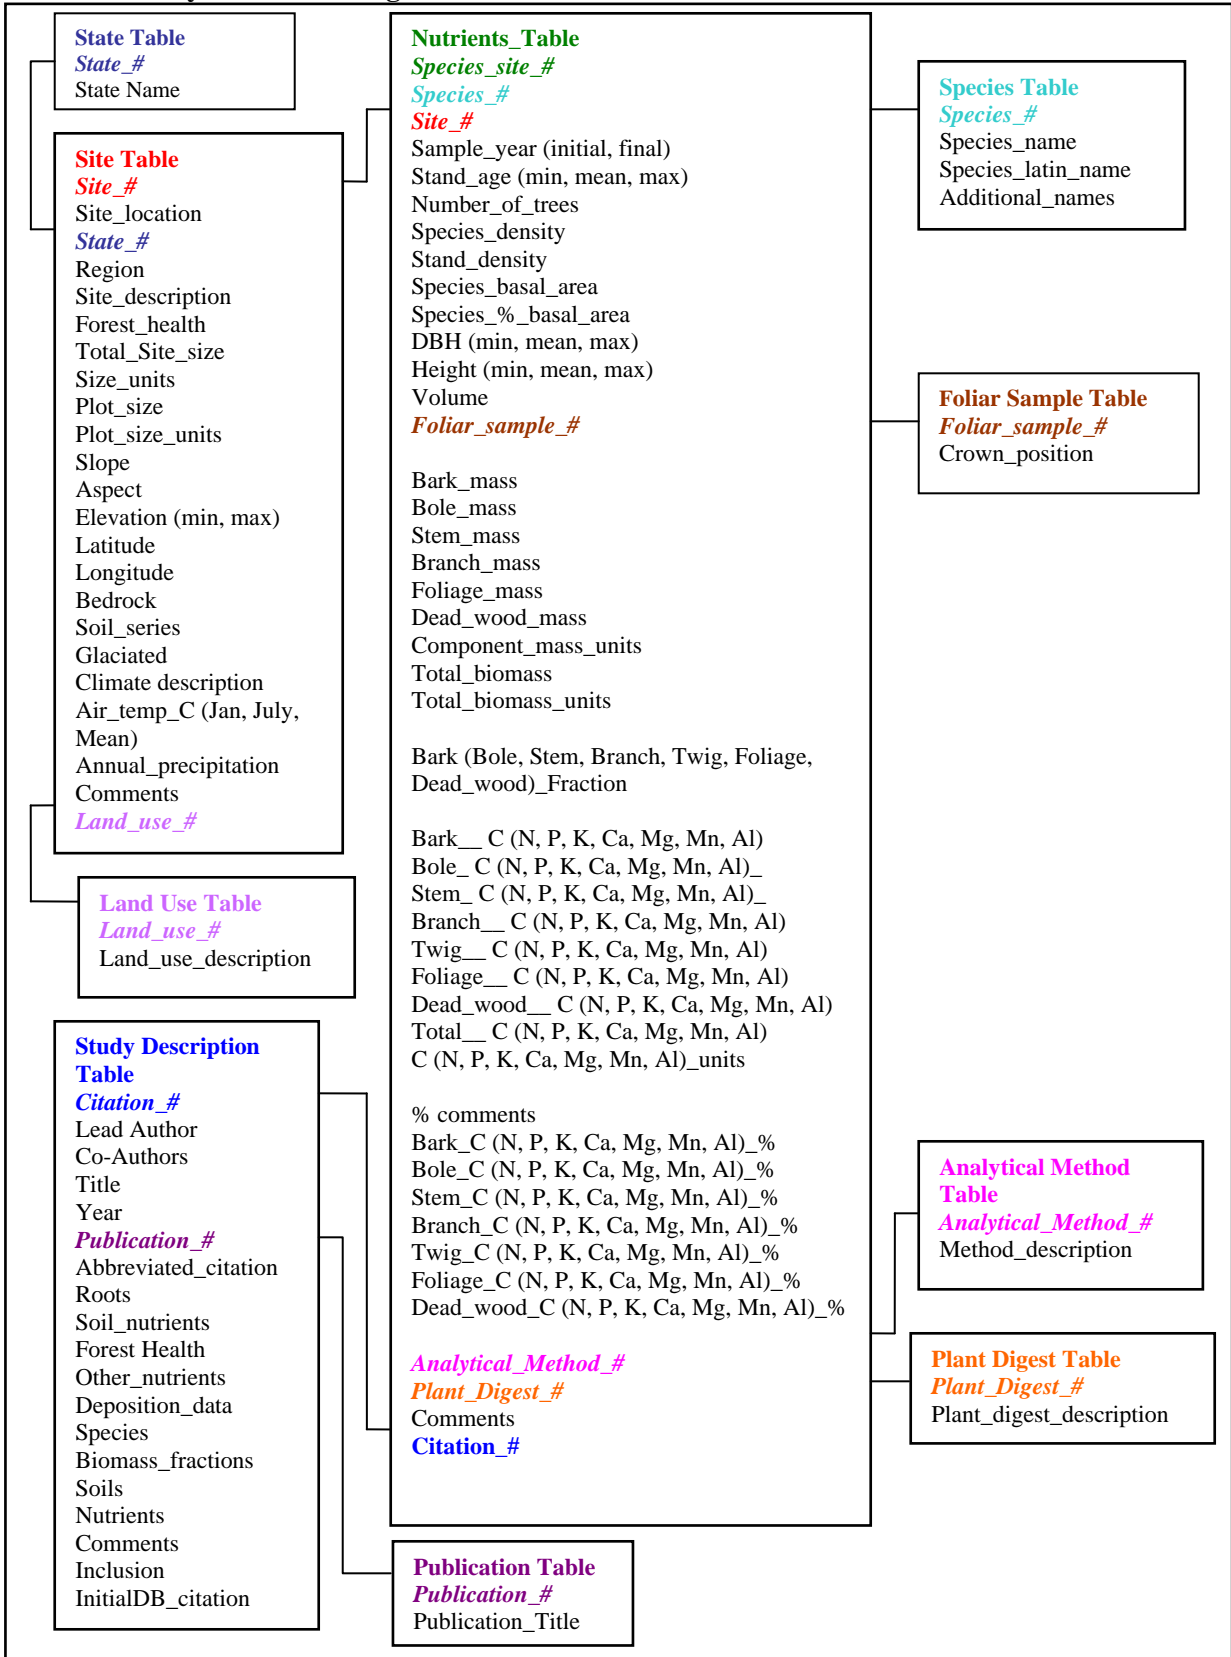 State Table
State_#
State Name
Site Table
Site_#
Site_location
State_#
Region
Site_description
Forest_health
Total_Site_size
Size_units
Plot_size
Plot_size_units
Slope
Aspect
Elevation (min, max)
Latitude
Longitude
Bedrock
Soil_series
Glaciated
Climate description
Air_temp_C (Jan, July,
Mean)
Annual_precipitation
Comments
Land_use_#
Land Use Table
Land_use_#
Land_use_description
Study Description
Table
Citation_#
Lead Author
Co-Authors
Title
Year
Publication_#
Abbreviated_citation
Roots
Soil_nutrients
Forest Health
Other_nutrients
Deposition_data
Species
Biomass_fractions
Soils
Nutrients
Comments
Inclusion
InitialDB_citation
Nutrients_Table
Species_site_#
Species_#
Site_#
Sample_year (initial, final)
Stand_age (min, mean, max)
Number_of_trees
Species_density
Stand_density
Species_basal_area
Species_%_basal_area
DBH (min, mean, max)
Height (min, mean, max)
Volume
Foliar_sample_#
Bark_mass
Bole_mass
Stem_mass
Branch_mass
Foliage_mass
Dead_wood_mass
Component_mass_units
Total_biomass
Total_biomass_units
Bark (Bole, Stem, Branch, Twig, Foliage,
Dead_wood)_Fraction
Bark__ C (N, P, K, Ca, Mg, Mn, Al)
Bole_ C (N, P, K, Ca, Mg, Mn, Al)_
Stem_ C (N, P, K, Ca, Mg, Mn, Al)_
Branch__ C (N, P, K, Ca, Mg, Mn, Al)
Twig__ C (N, P, K, Ca, Mg, Mn, Al)
Foliage__ C (N, P, K, Ca, Mg, Mn, Al)
Dead_wood__ C (N, P, K, Ca, Mg, Mn, Al)
Total__ C (N, P, K, Ca, Mg, Mn, Al)
C (N, P, K, Ca, Mg, Mn, Al)_units
% comments
Bark_C (N, P, K, Ca, Mg, Mn, Al)_%
Bole_C (N, P, K, Ca, Mg, Mn, Al)_%
Stem_C (N, P, K, Ca, Mg, Mn, Al)_%
Branch_C (N, P, K, Ca, Mg, Mn, Al)_%
Twig_C (N, P, K, Ca, Mg, Mn, Al)_%
Foliage_C (N, P, K, Ca, Mg, Mn, Al)_%
Dead_wood_C (N, P, K, Ca, Mg, Mn, Al)_%
Analytical_Method_#
Plant_Digest_#
Comments
Citation_#
Publication Table
Publication_#
Publication_Title
Species Table
Species_#
Species_name
Species_latin_name
Additional_names
Foliar Sample Table
Foliar_sample_#
Crown_position
Analytical Method
Table
Analytical_Method_#
Method_description
Plant Digest Table
Plant_Digest_#
Plant_digest_description